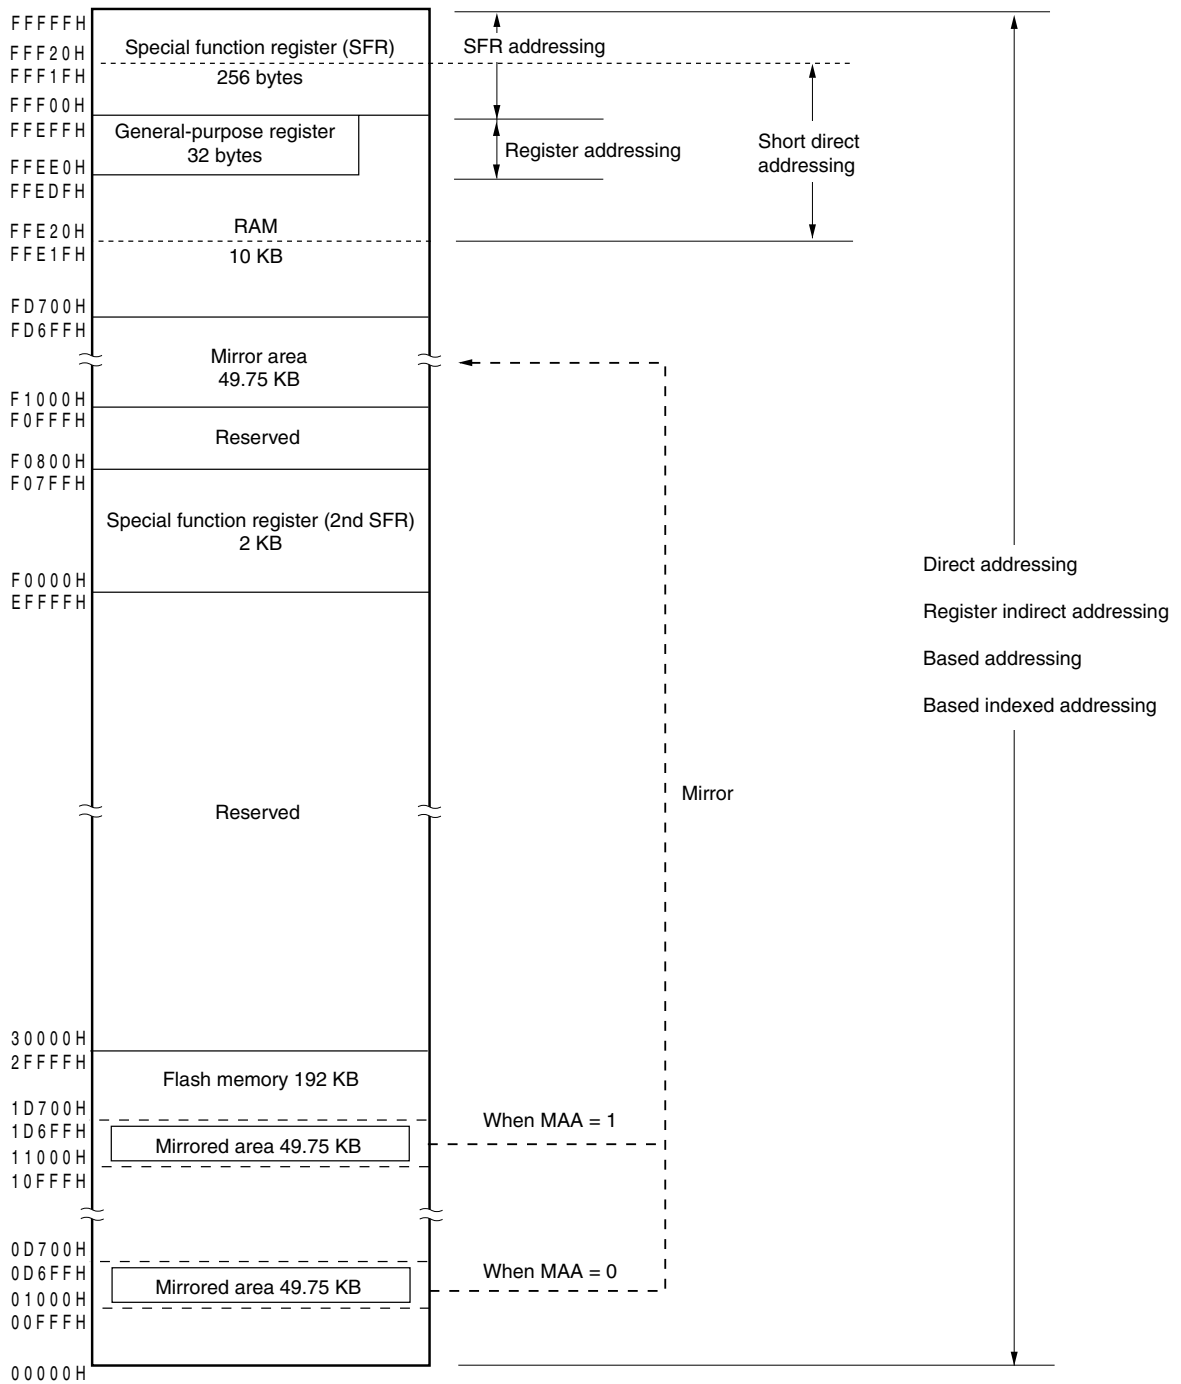 FFFFFH
Special function register (SFR)
SFR addressing
FFF20H
FFF1FH
256 bytes
FFF00H
FFEFFH
General-purpose register
32 bytes
Register addressing
Short direct
addressing
FFEE0H
FFEDFH
FFE20H
RAM
FFE1FH
10 KB
FD700H
FD6FFH
Mirror area
49.75 KB
F1000H
F0FFFH
Reserved
F0800H
F07FFH
Special function register (2nd SFR)
2 KB
F0000H
EFFFFH
Direct addressing
Register indirect addressing
Based addressing
Based indexed addressing
Mirror
Reserved
30000H
2FFFFH
Flash memory 192 KB
1D700H
When MAA = 1
1D6FFH
Mirrored area 49.75 KB
11000H
10FFFH
0D700H
When MAA = 0
0D6FFH
Mirrored area 49.75 KB
01000H
00FFFH
00000H